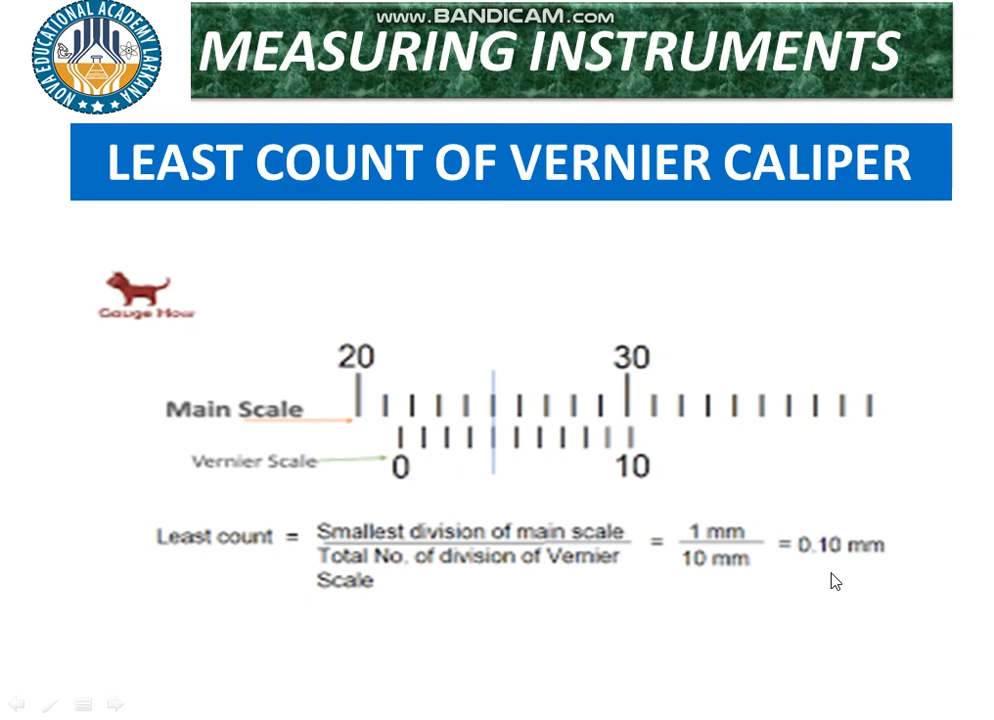 WWW.BANDICAM.COM
MEASURING INSTRUMENTS
NOVA EDUCATIONAL ACADEMY LARKANA
LEAST COUNT OF VERNIER CALIPER
Gauge How
20 30
Main Scale
Vernier Scale
0 10
Least count = Smallest division of main scale = 1 mm = 0.10 mm
Total No. of division of Vernier 10 mm
Scale